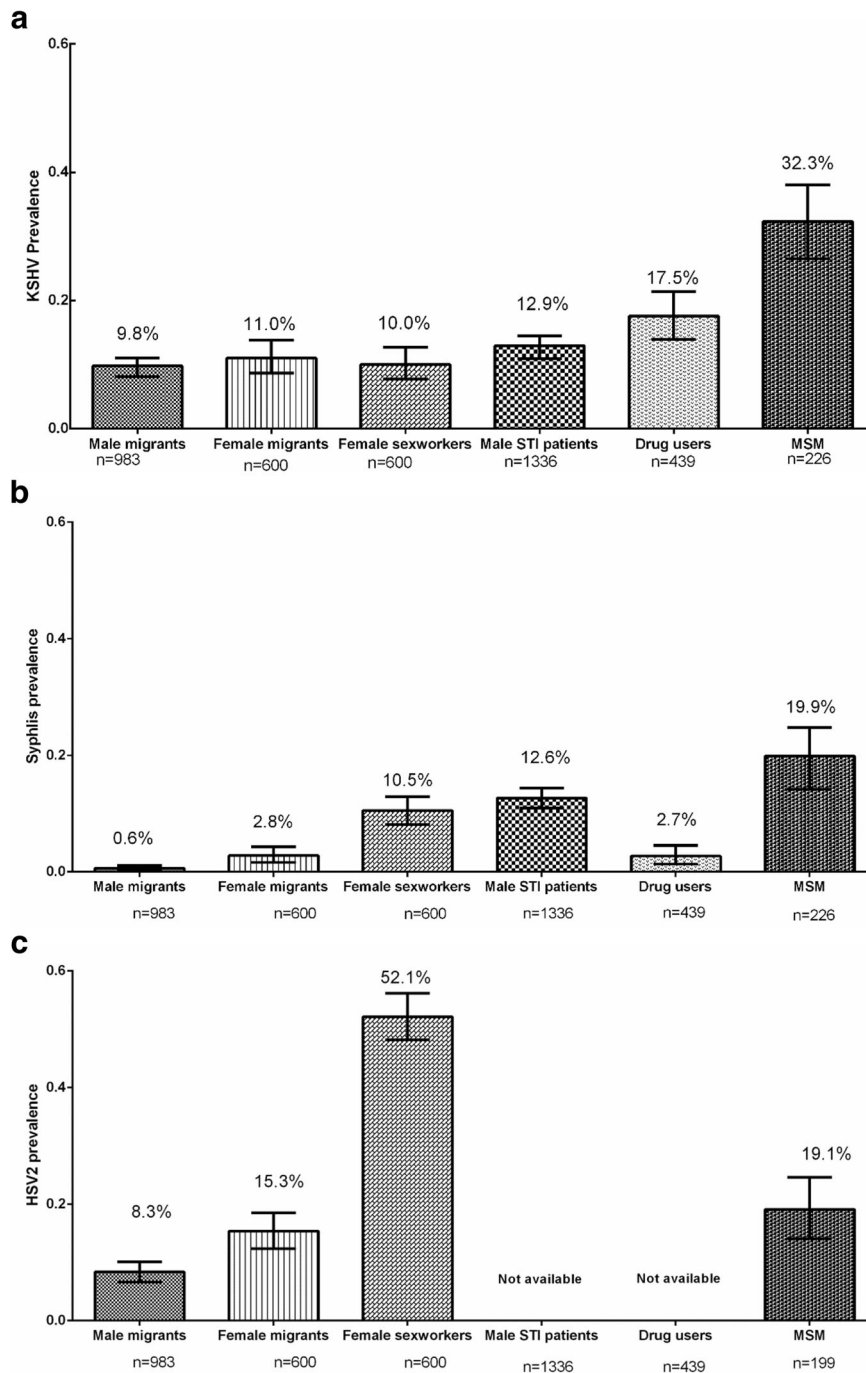 a
0.6
0.4
0.2
0.0
KSHV Prevalence
9.8%
11.0%
10.0%
12.9%
17.5%
32.3%
Male migrants Female migrants Female sexworkers Male STI patients Drug users MSM
n=983 n=600 n=600 n=1336 n=439 n=226
b
0.6
0.4
0.2
0.0
Syphlis prevalence
0.6%
2.8%
10.5%
12.6%
2.7%
19.9%
Male migrants Female migrants Female sexworkers Male STI patients Drug users MSM
n=983 n=600 n=600 n=1336 n=439 n=226
c
0.6
0.4
0.2
0.0
HSV2 prevalence
8.3%
15.3%
52.1%
Not available
Not available
19.1%
Male migrants Female migrants Female sexworkers Male STI patients Drug users MSM
n=983 n=600 n=600 n=1336 n=439 n=199